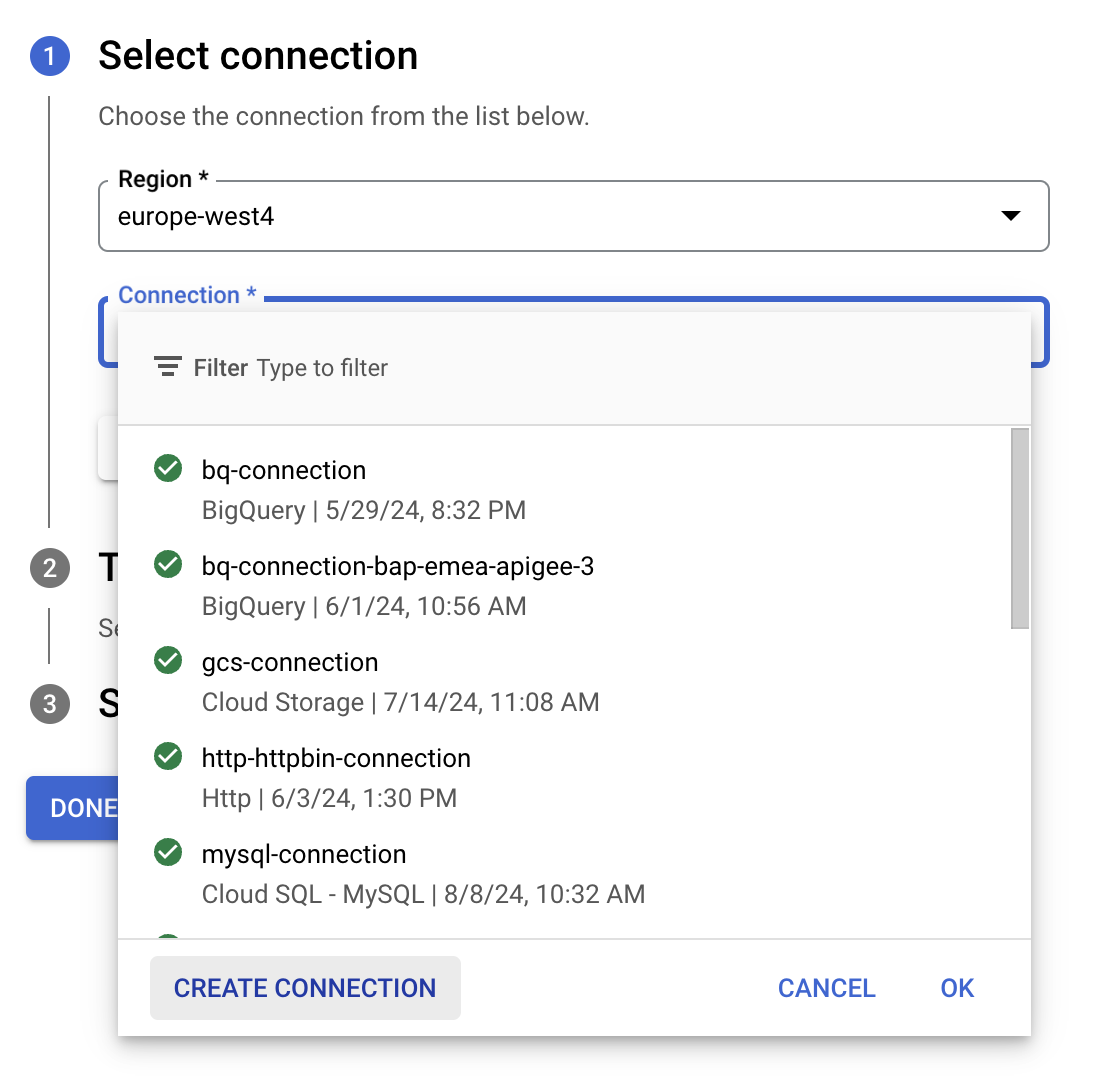 1 Select connection
Choose the connection from the list below.
Region *
europe-west4
Connection *
Filter Type to filter
bq-connection
BigQuery | 5/29/24, 8:32 PM
bq-connection-bap-emea-apigee-3
BigQuery | 6/1/24, 10:56 AM
2 T
Se
gcs-connection
Cloud Storage | 7/14/24, 11:08 AM
3 S
http-httpbin-connection
Http | 6/3/24, 1:30 PM
DONE
mysql-connection
Cloud SQL - MySQL | 8/8/24, 10:32 AM
CREATE CONNECTION
CANCEL
OK